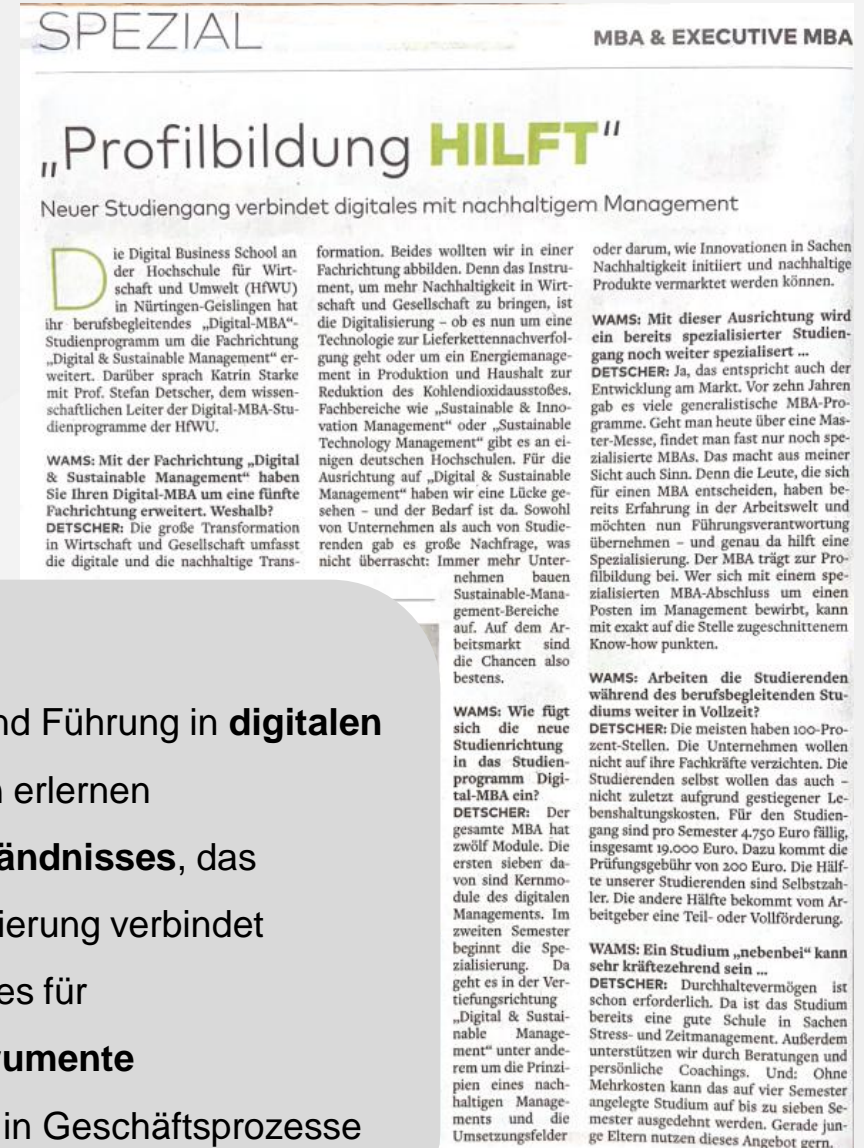 SPEZIAL
MBA & EXECUTIVE MBA
„Profilbildung HILFT“
Neuer Studiengang verbindet digitales mit nachhaltigem Management
Die Digital Business School an
der Hochschule für Wirt-
schaft und Umwelt (HfWU)
in Nürtingen-Geislingen hat
ihr berufsbegleitendes „Digital-MBA“-
Studienprogramm um die Fachrichtung
„Digital & Sustainable Management“ er-
weitert. Darüber sprach Katrin Starke
mit Prof. Stefan Detscher, dem wissen-
schaftlichen Leiter der Digital-MBA-Stu-
dienprogramme der HfWU.
WAMS: Mit der Fachrichtung „Digital
& Sustainable Management“ haben
Sie Ihren Digital-MBA um eine fünfte
Fachrichtung erweitert. Weshalb?
DETSCHER: Die große Transformation
in Wirtschaft und Gesellschaft umfasst
die digitale und die nachhaltige Trans-
formation. Beides wollten wir in einer
Fachrichtung abbilden. Denn das Instru-
ment, um mehr Nachhaltigkeit in Wirt-
schaft und Gesellschaft zu bringen, ist
die Digitalisierung – ob es nun um eine
Technologie zur Lieferkettennachverfol-
gung geht oder um ein Energiemanage-
ment in Produktion und Haushalt zur
Reduktion des Kohlendioxidausstoßes.
Fachbereiche wie „Sustainable & Inno-
vation Management“ oder „Sustainable
Technology Management“ gibt es an ei-
nigen deutschen Hochschulen. Für die
Ausrichtung auf „Digital & Sustainable
Management“ haben wir eine Lücke ge-
sehen – und der Bedarf ist da. Sowohl
von Unternehmen als auch von Studie-
renden gab es große Nachfrage, was
nicht überrascht: Immer mehr Unter-
nehmen bauen
Sustainable-Mana-
gement-Bereiche
auf. Auf dem Ar-
beitsmarkt sind
die Chancen also
bestens.
WAMS: Wie fügt
sich die neue
Studienrichtung
in das Studien-
programm Digi-
tal-MBA ein?
DETSCHER: Der
gesamte MBA hat
zwölf Module. Die
ersten sieben da-
von sind Kernmo-
dule des digitalen
Managements. Im
zweiten Semester
beginnt die Spe-
zialisierung. Da
geht es in der Ver-
tiefungsrichtung
„Digital & Sustai-
nable Manage-
ment“ unter ande-
rem um die Prinzi-
pien eines nach-
haltigen Manage-
ments und die
Umsetzungsfelder
oder darum, wie Innovationen in Sachen
Nachhaltigkeit initiiert und nachhaltige
Produkte vermarktet werden können.
WAMS: Mit dieser Ausrichtung wird
ein bereits spezialisierter Studien-
gang noch weiter spezialisert ...
DETSCHER: Ja, das entspricht auch der
Entwicklung am Markt. Vor zehn Jahren
gab es viele generalistische MBA-Pro-
gramme. Geht man heute über eine Mas-
ter-Messe, findet man fast nur noch spe-
zialisierte MBAs. Das macht aus meiner
Sicht auch Sinn. Denn die Leute, die sich
für einen MBA entscheiden, haben be-
reits Erfahrung in der Arbeitswelt und
möchten nun Führungsverantwortung
übernehmen – und genau da hilft eine
Spezialisierung. Der MBA trägt zur Pro-
filbildung bei. Wer sich mit einem spe-
zialisierten MBA-Abschluss um einen
Posten im Management bewirbt, kann
mit exakt auf die Stelle zugeschnittenem
Know-how punkten.
WAMS: Arbeiten die Studierenden
während des berufsbegleitenden Stu-
diums weiter in Vollzeit?
DETSCHER: Die meisten haben 100-Pro-
zent-Stellen. Die Unternehmen wollen
nicht auf ihre Fachkräfte verzichten. Die
Studierenden selbst wollen das auch –
nicht zuletzt aufgrund gestiegener Le-
benshaltungskosten. Für den Studien-
gang sind pro Semester 4.750 Euro fällig,
insgesamt 19.000 Euro. Dazu kommt die
Prüfungsgebühr von 200 Euro. Die Hälf-
te unserer Studierenden sind Selbstzah-
ler. Die andere Hälfte bekommt vom Ar-
beitgeber eine Teil- oder Vollförderung.
WAMS: Ein Studium „nebenbei“ kann
sehr kräftezehrend sein ...
DETSCHER: Durchhaltevermögen ist
schon erforderlich. Da ist das Studium
bereits eine gute Schule in Sachen
Stress- und Zeitmanagement. Außerdem
unterstützen wir durch Beratungen und
persönliche Coachings. Und: Ohne
Mehrkosten kann das auf vier Semester
angelegte Studium auf bis zu sieben Se-
mester ausgedehnt werden. Gerade jun-
ge Eltern nutzen dieses Angebot gern.
Führung in digitalen
erlernen
das
verbindet
für
in Geschäftsprozesse